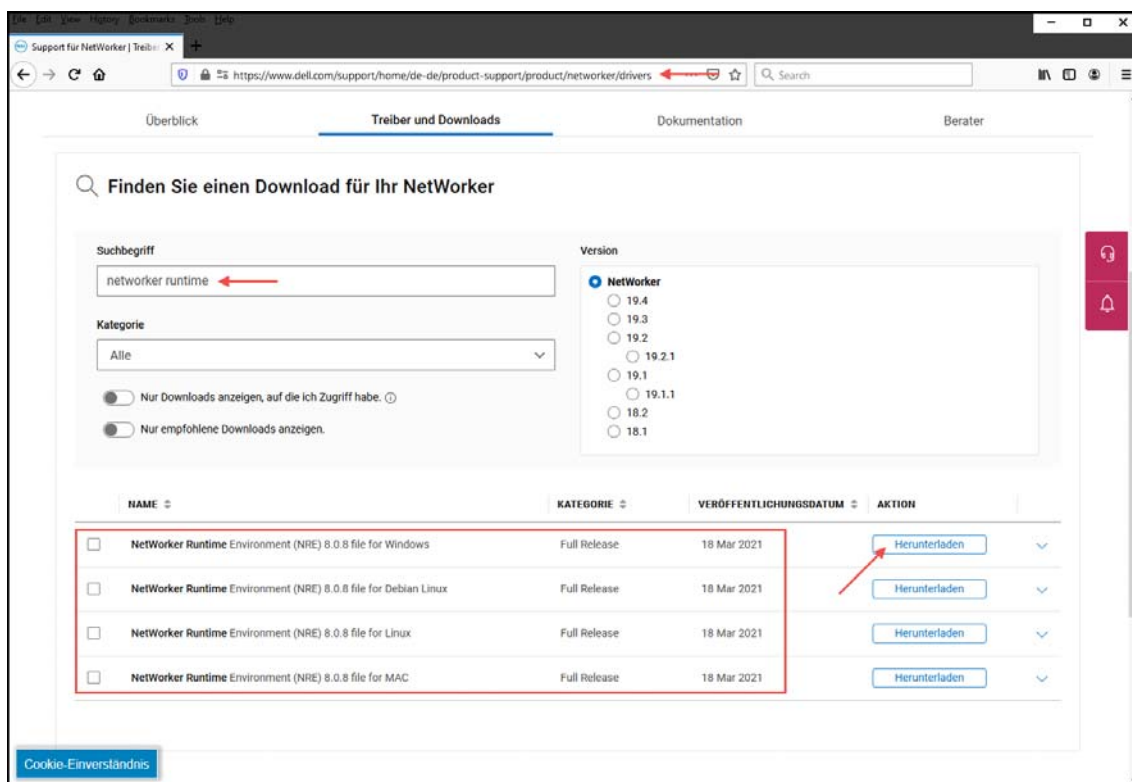 File Edit View History Bookmarks Tools Help
Support für NetWorker | Treiber
https://www.dell.com/support/home/de-de/product-support/product/networker/drivers
Search
Überblick Treiber und Downloads Dokumentation Berater
Finden Sie einen Download für Ihr NetWorker
Suchbegriff
networker runtime
Kategorie
Alle
Nur Downloads anzeigen, auf die ich Zugriff habe.
Nur empfohlene Downloads anzeigen.
Version
NetWorker
19.4
19.3
19.2
19.2.1
19.1
19.1.1
18.2
18.1
NAME KATEGORIE VERÖFFENTLICHUNGSDATUM AKTION
NetWorker Runtime Environment (NRE) 8.0.8 file for Windows Full Release 18 Mar 2021 Herunterladen
NetWorker Runtime Environment (NRE) 8.0.8 file for Debian Linux Full Release 18 Mar 2021 Herunterladen
NetWorker Runtime Environment (NRE) 8.0.8 file for Linux Full Release 18 Mar 2021 Herunterladen
NetWorker Runtime Environment (NRE) 8.0.8 file for MAC Full Release 18 Mar 2021 Herunterladen
Cookie-Einverständnis